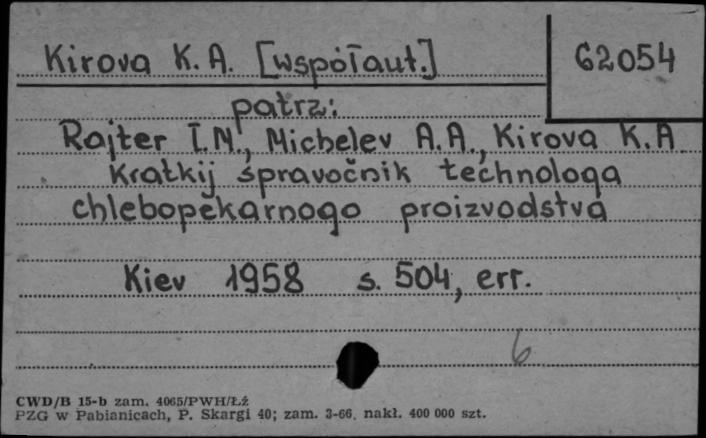 Kirova K. A. [współaut.]
62054
patrz:
Rajter I.M., Michelev A.A., Kirova K.A.
Kratkij spravočnik technologa
chlebopekarnogo proizvodstva
Kiev 1958 s. 504, err.
6
CWD/B 15-b zam. 4065/PWH/Łź
PZG w Pabianicach, P. Skargi 40; zam. 3-66. nakł. 400 000 szt.